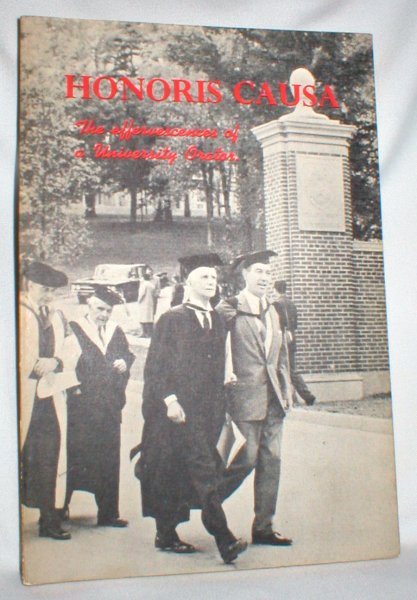 HONORIS CAUSA
The effervescences of
a University Orator.